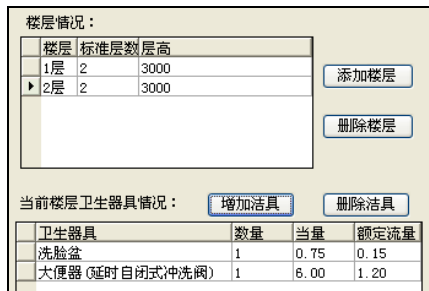 楼层情况：
楼层 标准层数 层高
1层 2 3000
2层 2 3000
添加楼层
删除楼层
当前楼层卫生器具情况： 增加洁具 删除洁具
卫生器具 数量 当量 额定流量
洗脸盆 1 0.75 0.15
大便器(延时自闭式冲洗阀) 1 6.00 1.20